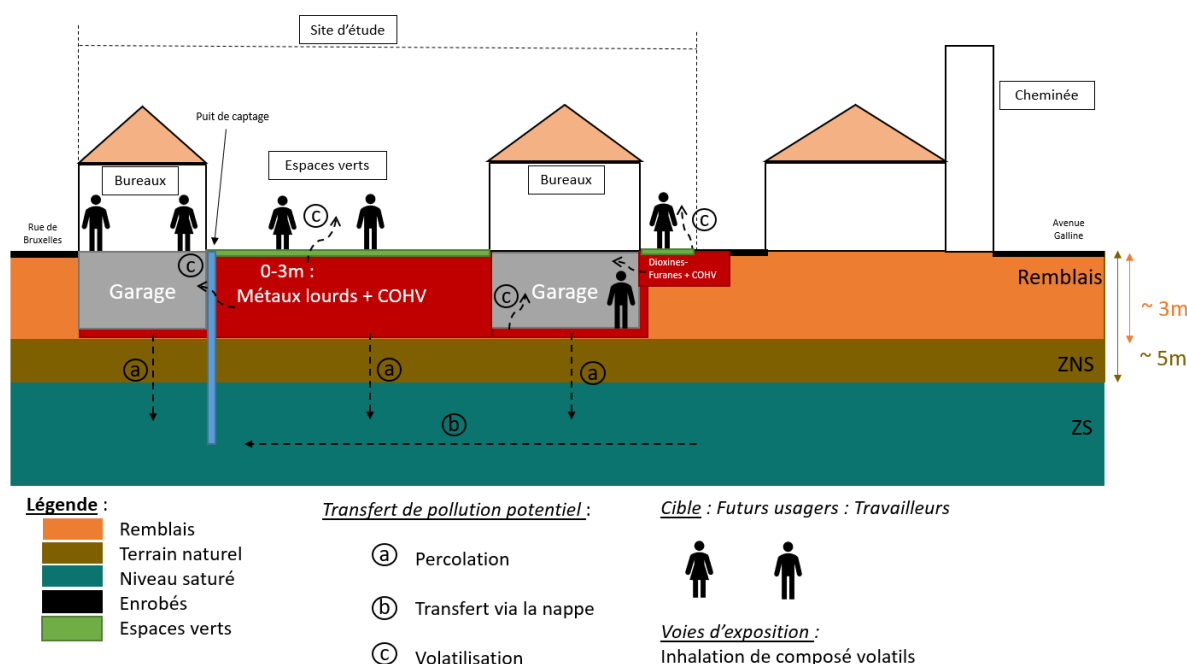 Site d'étude
Cheminée
Puit de captage
Espaces verts
Bureaux
Bureaux
Rue de
Bruxelles
Avenue
Galline
c
c
c
c
Garage
0-3m :
Métaux lourds + COHV
Garage
Dioxines-
Furanes + COHV
Remblais
~ 3m
~ 5m
a
a
a
ZNS
b
ZS
Légende :
Remblais
Terrain naturel
Niveau saturé
Enrobés
Espaces verts
Transfert de pollution potentiel :
a Percolation
b Transfert via la nappe
c Volatilisation
Cible : Futurs usagers : Travailleurs
Voies d'exposition :
Inhalation de composé volatils